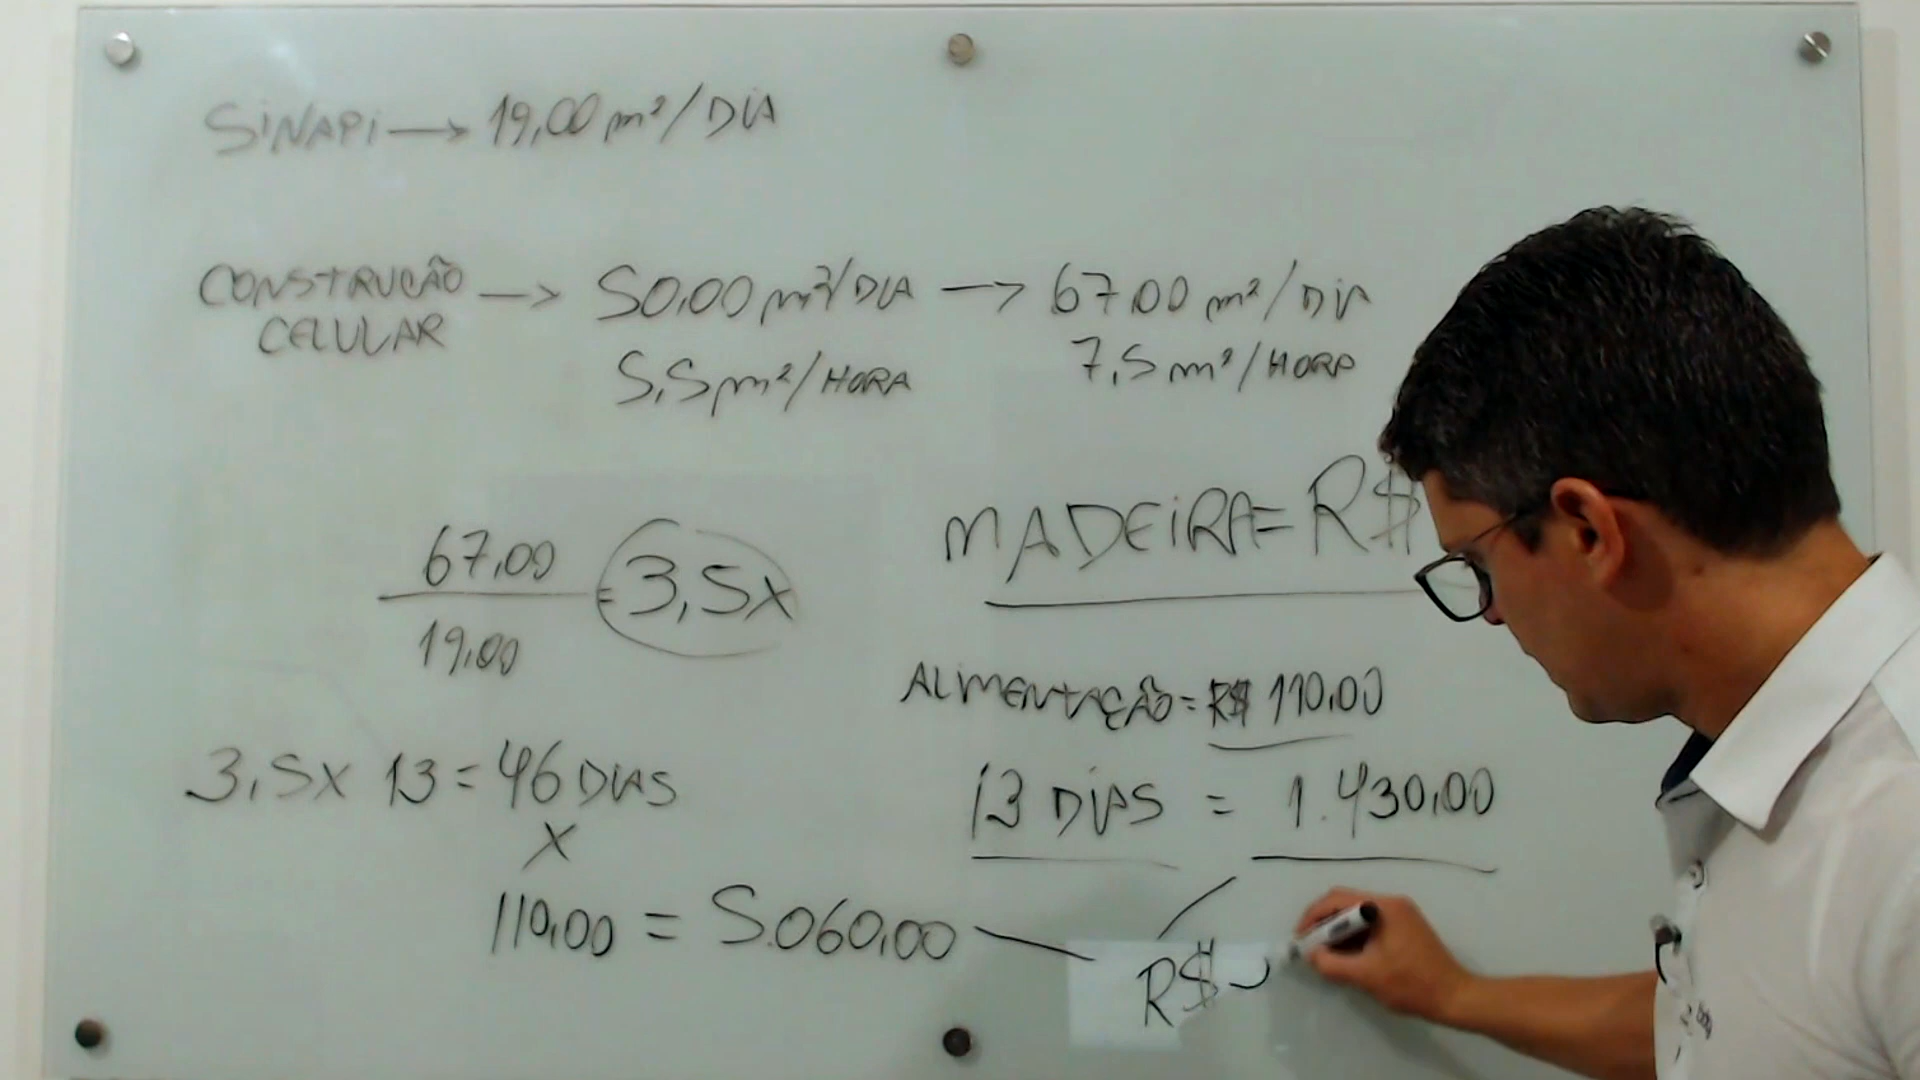 SINAPI → 19,00 m²/DIA
CONSTRUÇÃO CELULAR → 50,00 m²/DIA → 67,00 m²/DIA
5,5 m²/HORA
7,5 m²/HORA
67,00
19,00
= 3,5x
MADEIRA = R$
ALIMENTAÇÃO = R$ 110,00
13 DIAS = 1.430,00
3,5x 13 = 46 DIAS
X
110,00 = 5.060,00
R$